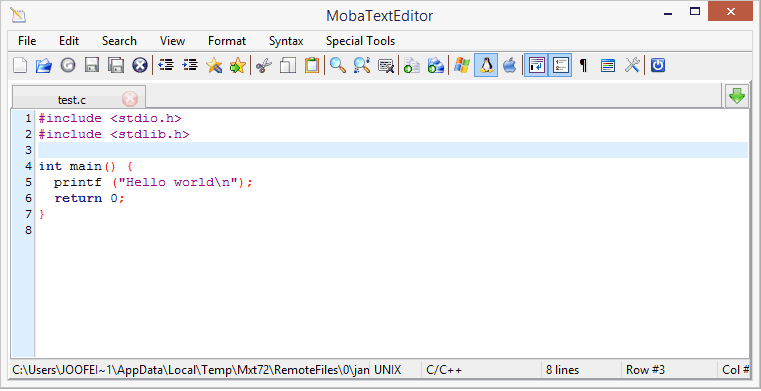 MobaTextEditor
File Edit Search View Format Syntax Special Tools
test.c
1 #include <stdio.h>
2 #include <stdlib.h>
3
4 int main() {
5   printf ("Hello world\n");
6   return 0;
7 }
8
C:\Users\JOOFEI~1\AppData\Local\Temp\Mxt72\RemoteFiles\0\jan UNIX C/C++ 8 lines Row #3 Col #